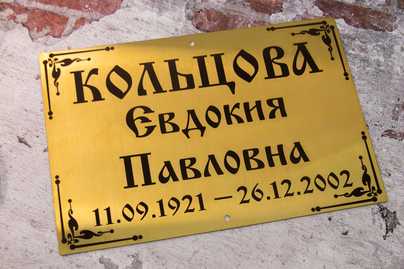 КОЛЬЦОВА
Евдокия
Павловна
11.09.1921 — 26.12.2002